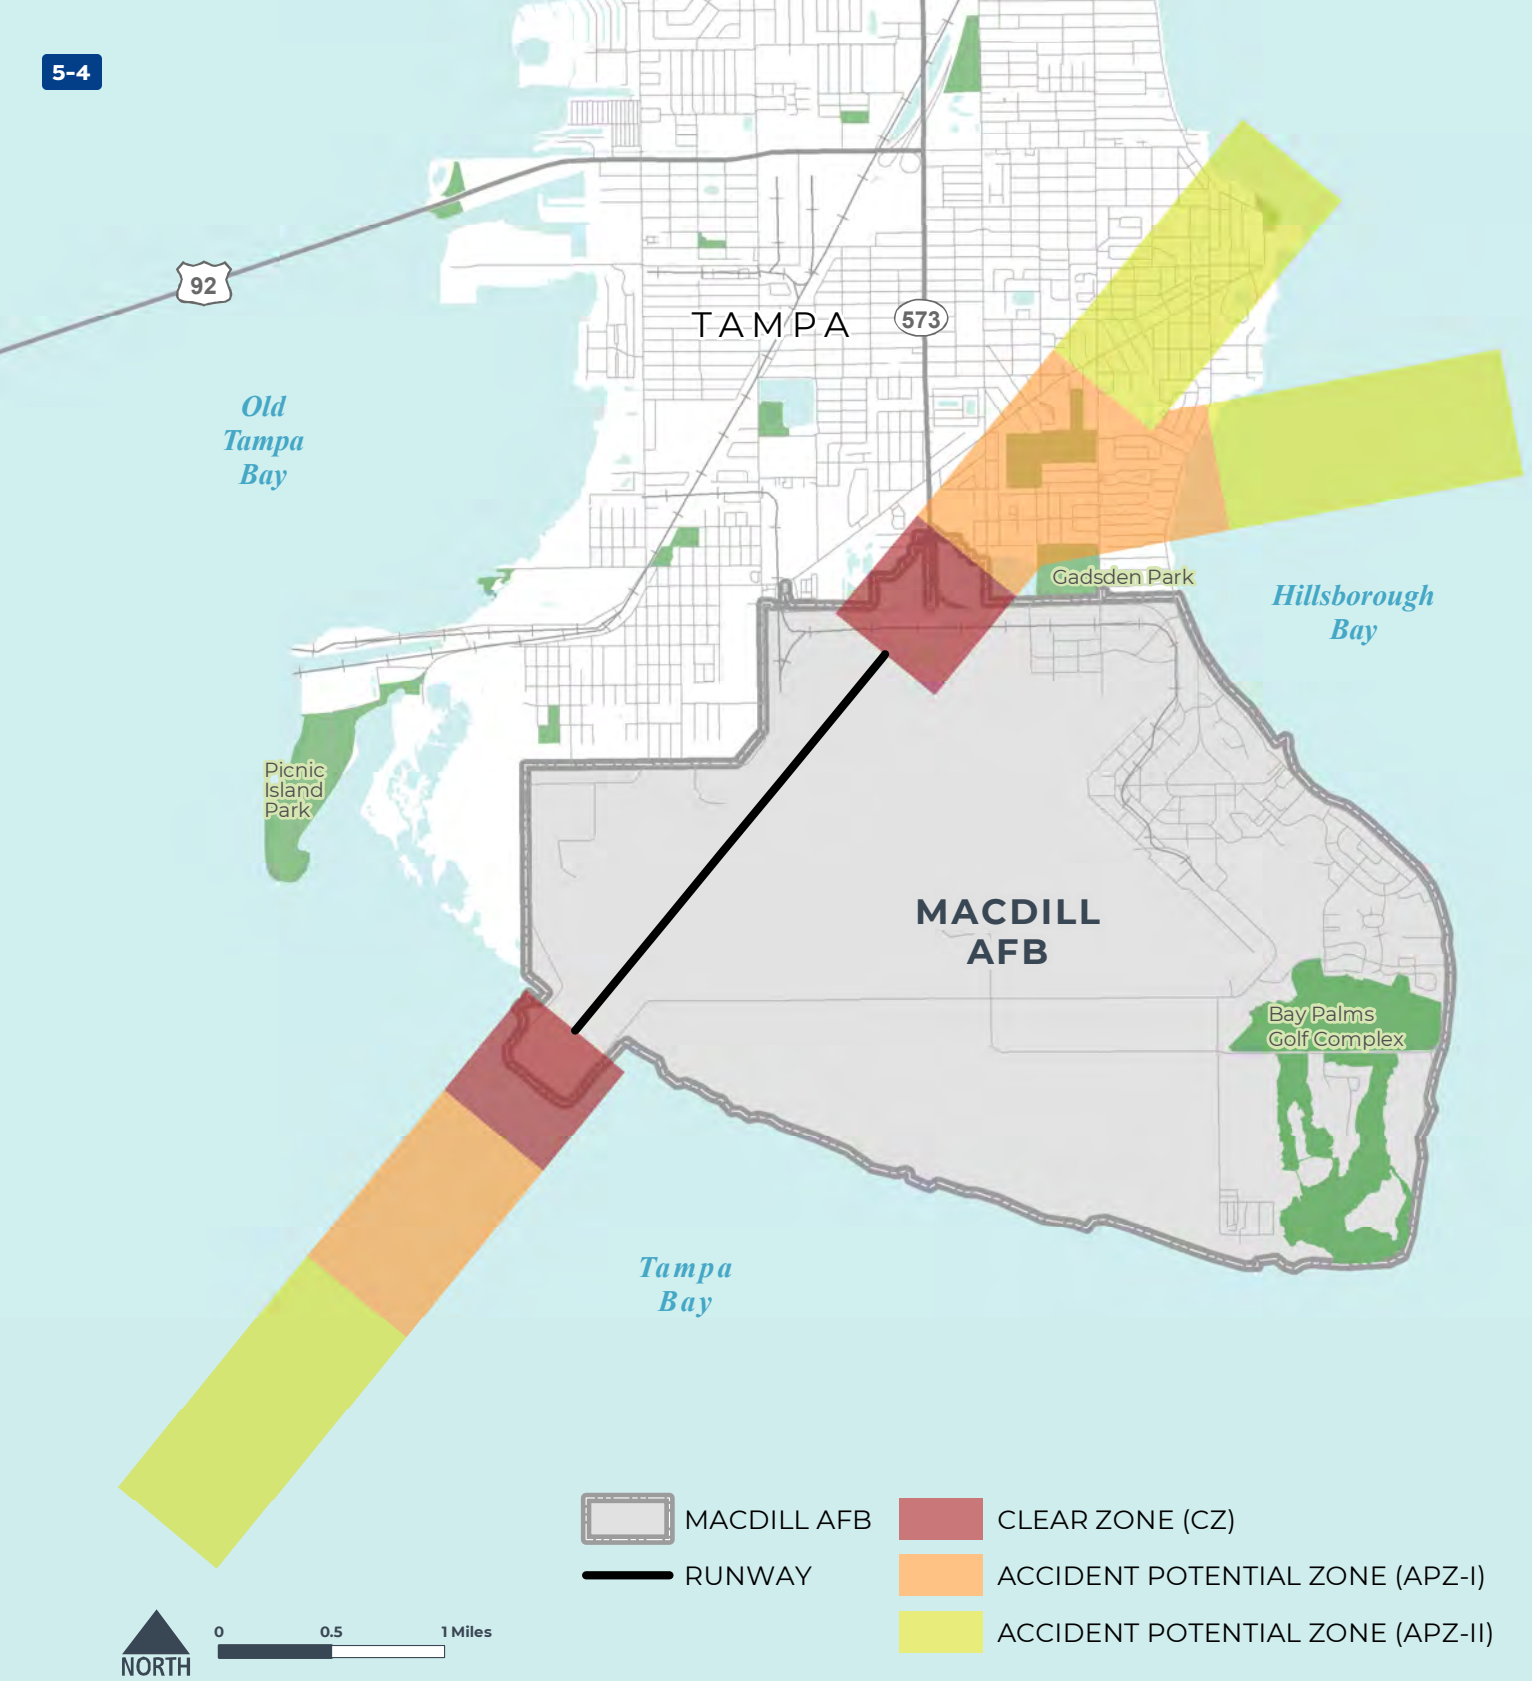 5-4
92
TAMPA
573
Old
Tampa
Bay
Gadsden Park
Hillsborough
Bay
Picnic
Island
Park
MACDILL
AFB
Bay Palms
Golf Complex
Tampa
Bay
MACDILL AFB
CLEAR ZONE (CZ)
RUNWAY
ACCIDENT POTENTIAL ZONE (APZ-I)
ACCIDENT POTENTIAL ZONE (APZ-II)
0 0.5 1 Miles
NORTH